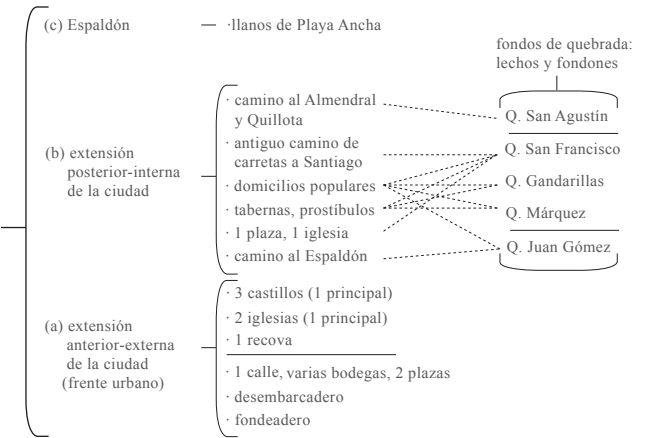 (c) Espaldón — ·llanos de Playa Ancha
fondos de quebrada:
lechos y fondones
(b) extensión
posterior-interna
de la ciudad
· camino al Almendral
y Quillota
· antiguo camino de
carretas a Santiago
· domicilios populares
· tabernas, prostíbulos
· 1 plaza, 1 iglesia
· camino al Espaldón
Q. San Agustín
Q. San Francisco
Q. Gandarillas
Q. Márquez
Q. Juan Gómez
(a) extensión
anterior-externa
de la ciudad
(frente urbano)
· 3 castillos (1 principal)
· 2 iglesias (1 principal)
· 1 recova
· 1 calle, varias bodegas, 2 plazas
· desembarcadero
· fondeadero